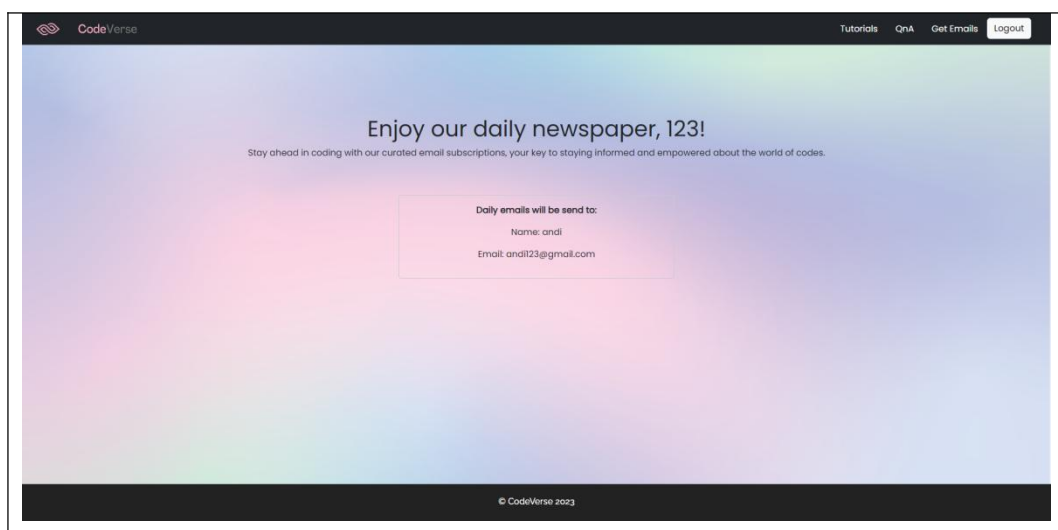 CodeVerse
Tutorials QnA Get Emails Logout
Enjoy our daily newspaper, 123!
Stay ahead in coding with our curated email subscriptions, your key to staying informed and empowered about the world of codes.
Daily emails will be send to:
Name: andi
Email: andi123@gmail.com
© CodeVerse 2023